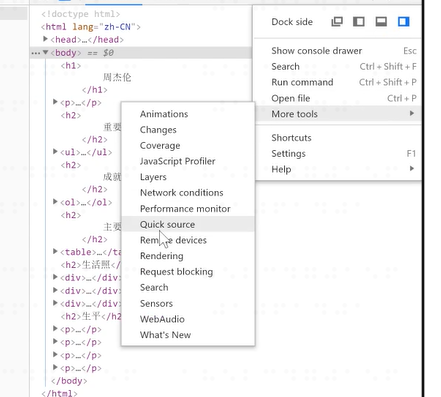 <!doctype html>
<html lang="zh-CN">
<head>…</head>
<body> == $0
<h1>
周杰伦
</h1>
<p>…</p>
<h2>
重要
</h2>
<ul>…</ul>
<h2>
成就
</h2>
<ol>…</ol>
<h2>
主要
</h2>
<table>…</table>
<h2>生活照</
<div>…</div>
<div>…</div>
<div>…</div>
<h2>生平</h2>
<p>…</p>
<p>…</p>
<p>…</p>
<p>…</p>
</body>
</html>
Animations
Changes
Coverage
JavaScript Profiler
Layers
Network conditions
Performance monitor
Quick source
Remote devices
Rendering
Request blocking
Search
Sensors
WebAudio
What's New
Dock side
Show console drawer Esc
Search Ctrl + Shift + F
Run command Ctrl + Shift + P
Open file Ctrl + P
More tools
Shortcuts
Settings F1
Help